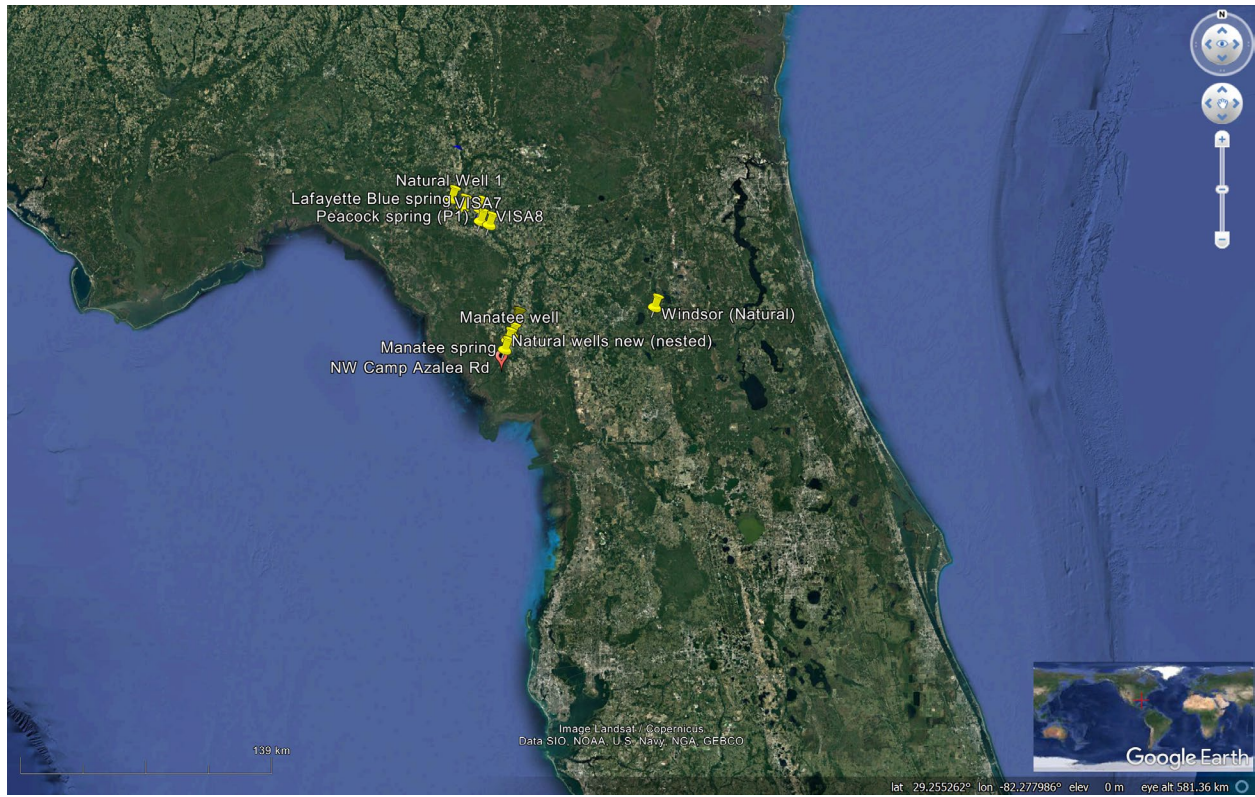 N
Natural Well 1
Lafayette Blue spring
VISA7
Peacock spring (P1)
VISA8
Manatee well
Windsor (Natural)
Natural wells new (nested)
Manatee spring
NW Camp Azalea Rd
Image Landsat / Copernicus
Data SIO, NOAA, U.S. Navy, NGA, GEBCO
139 km
Google Earth
lat 29.255262° lon -82.277986° elev 0 m eye alt 581.36 km